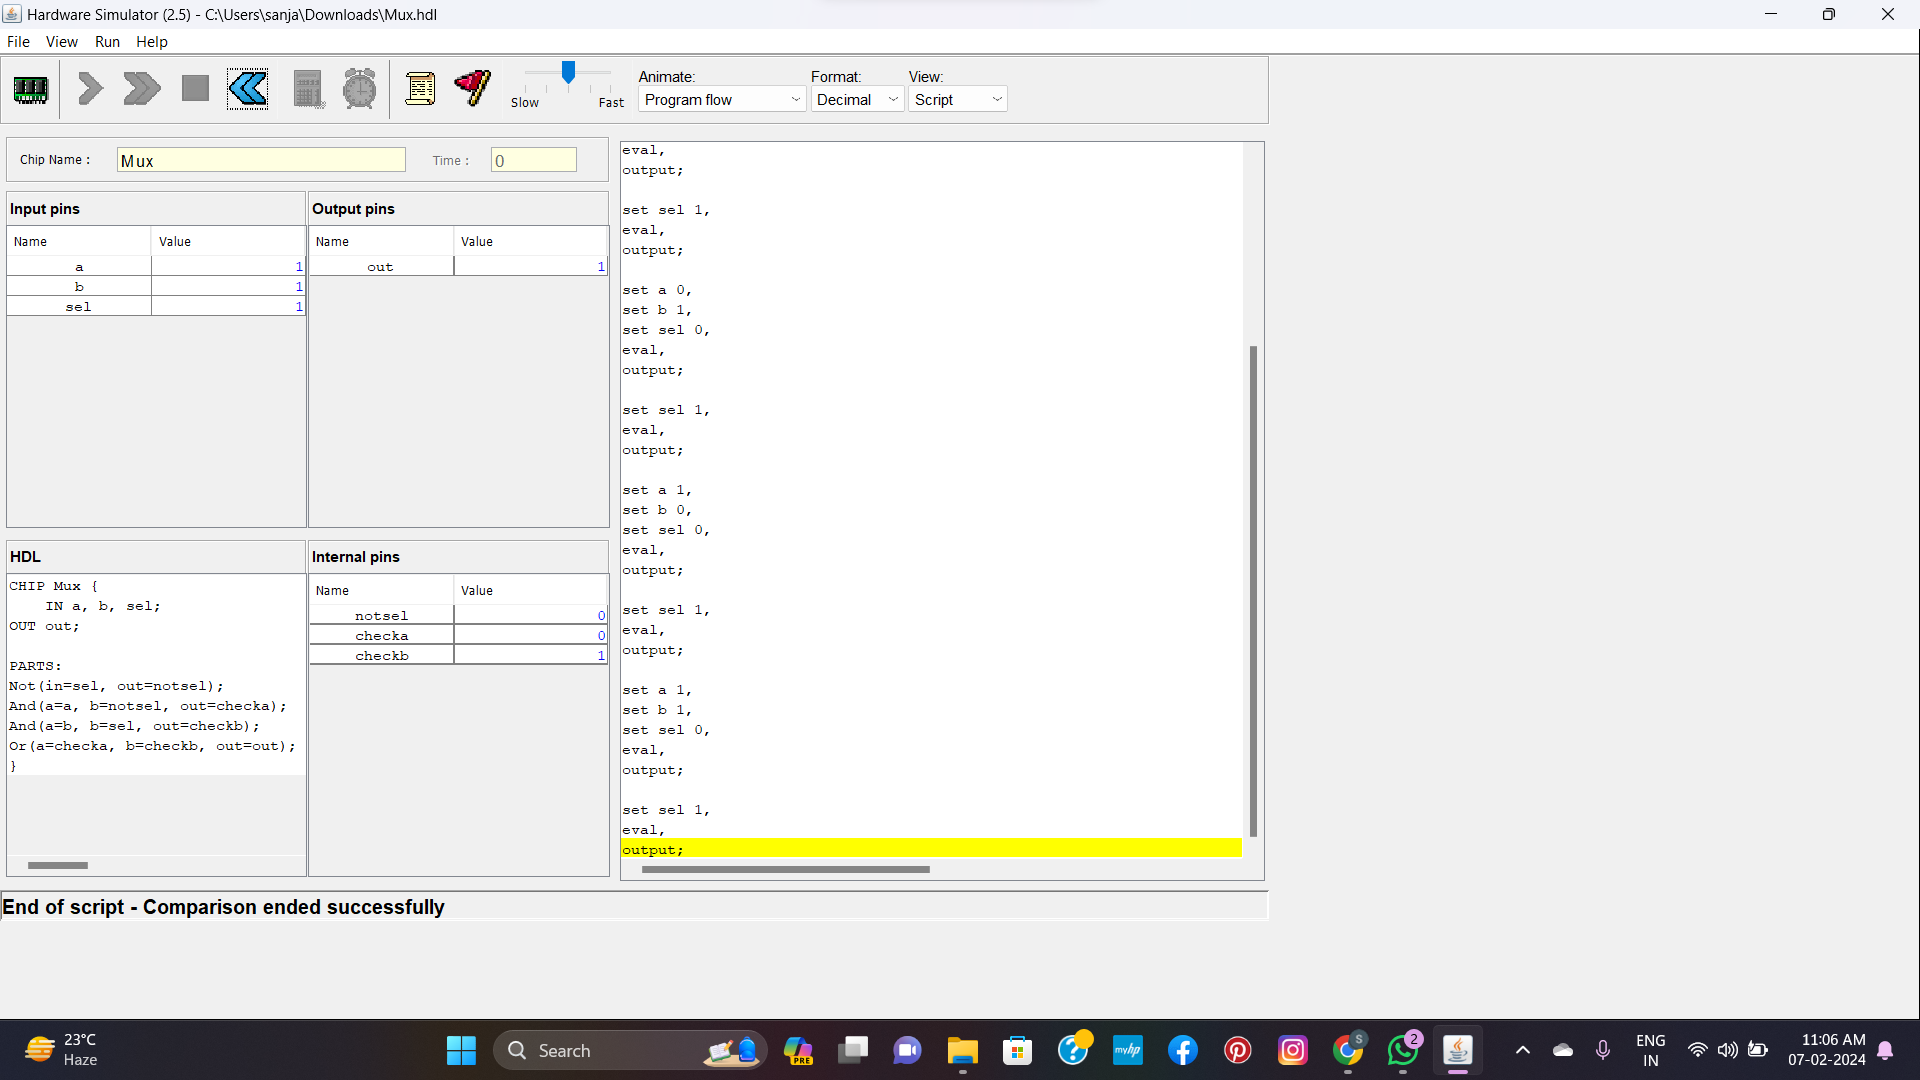 Hardware Simulator (2.5) - C:\Users\sanja\Downloads\Mux.hdl
File View Run Help
Slow Fast
Animate:
Program flow
Format:
Decimal
View:
Script
Chip Name :
Mux
Time :
0
Input pins
Name Value
a 1
b 1
sel 1
Output pins
Name Value
out 1
HDL
CHIP Mux {
IN a, b, sel;
OUT out;
PARTS:
Not(in=sel, out=notsel);
And(a=a, b=notsel, out=checka);
And(a=b, b=sel, out=checkb);
Or(a=checka, b=checkb, out=out);
}
Internal pins
Name Value
notsel 0
checka 0
checkb 1
eval,
output;
set sel 1,
eval,
output;
set a 0,
set b 1,
set sel 0,
eval,
output;
set sel 1,
eval,
output;
set a 1,
set b 0,
set sel 0,
eval,
output;
set sel 1,
eval,
output;
set a 1,
set b 1,
set sel 0,
eval,
output;
set sel 1,
eval,
output;
End of script - Comparison ended successfully
23°C
Haze
Search
PRE
myhp
S
2
ENG
IN
11:06 AM
07-02-2024